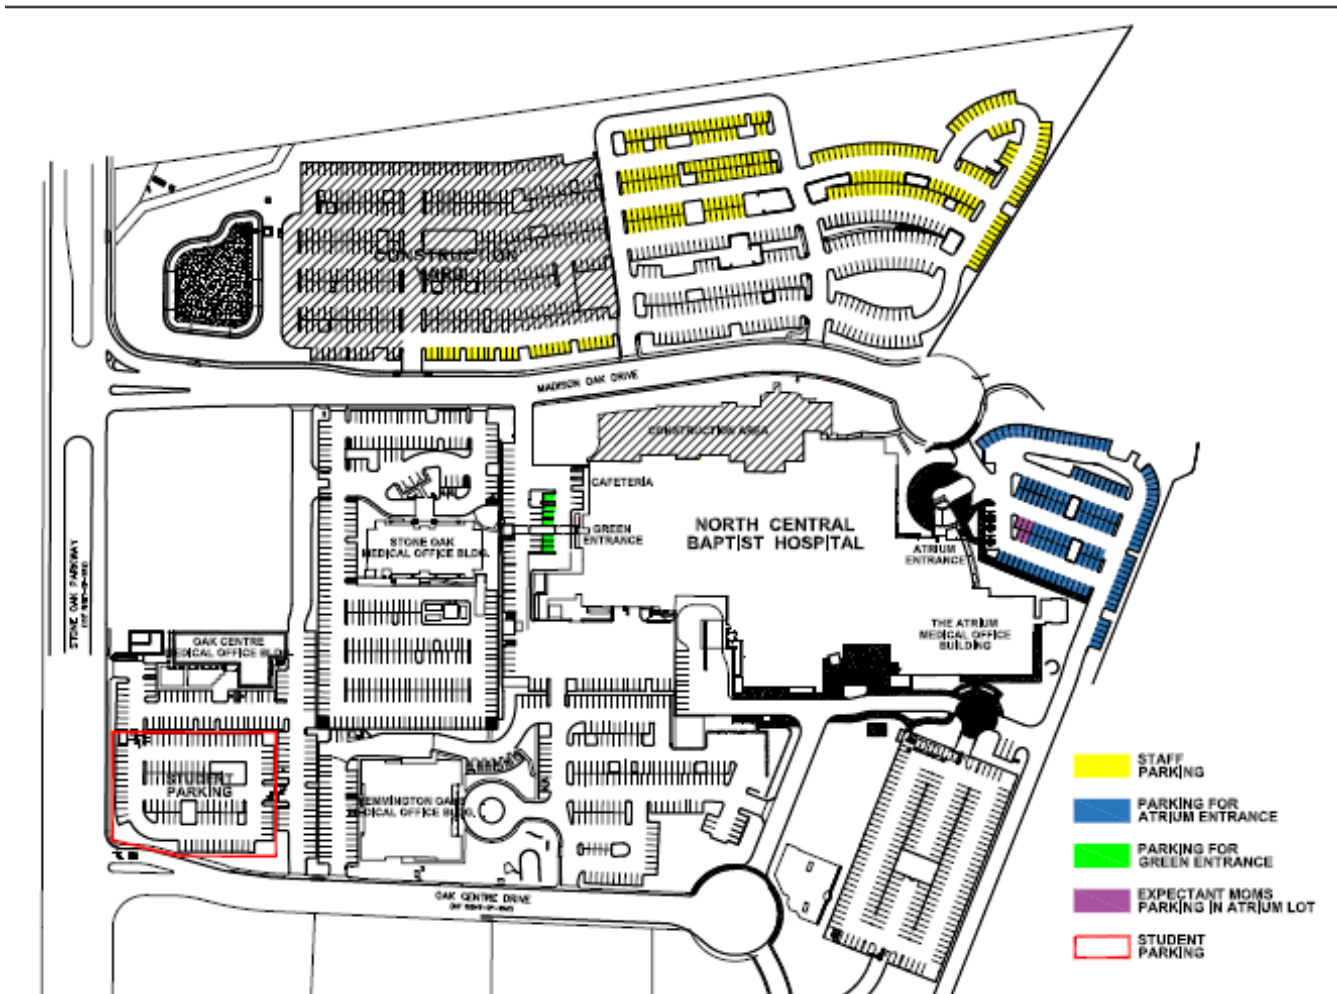 CONSTRUCTION
YARD
MADISON OAK DRIVE
CONSTRUCTION AREA
CAFETERIA
GREEN
ENTRANCE
NORTH CENTRAL
BAPTIST HOSPITAL
ATRIUM
ENTRANCE
STONE OAK
MEDICAL OFFICE BLDG.
STONE OAK PARKWAY
OAK CENTRE
MEDICAL OFFICE BLDG.
THE ATRIUM
MEDICAL OFFICE
BUILDING
STUDENT
PARKING
MEDICAL OFFICE BLDG.
OAK CENTRE DRIVE
STAFF
PARKING
PARKING FOR
ATRIUM ENTRANCE
PARKING FOR
GREEN ENTRANCE
EXPECTANT MOMS
PARKING IN ATRIUM LOT
STUDENT
PARKING